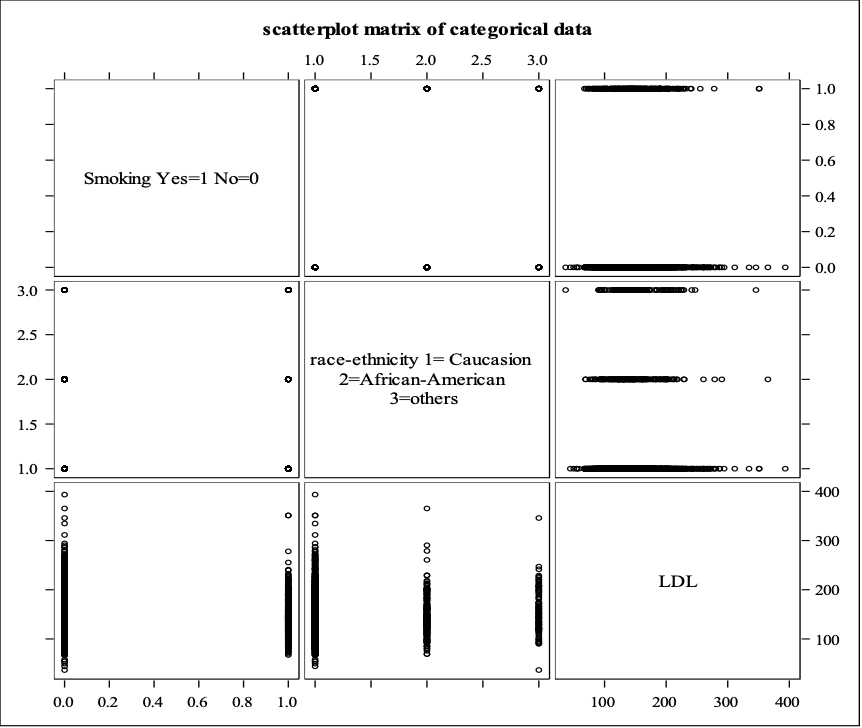 scatterplot matrix of categorical data
1.0 1.5 2.0 2.5 3.0
Smoking Yes=1 No=0
1.0
0.8
0.6
0.4
0.2
0.0
3.0
2.5
2.0
1.5
1.0
race-ethnicity 1= Caucasion
2=African-American
3=others
LDL
400
300
200
100
0.0 0.2 0.4 0.6 0.8 1.0
100 200 300 400